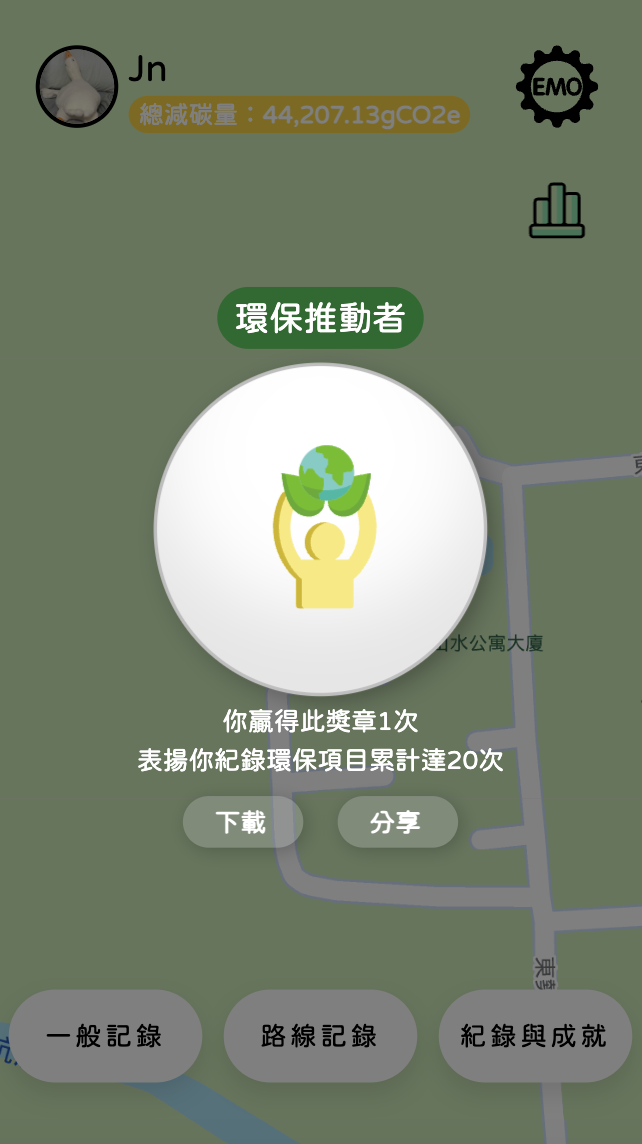 Jn
總減碳量：44,207.13gCO2e
EMO
環保推動者
山水公寓大廈
你贏得此獎章1次
表揚你紀錄環保項目累計達20次
下載
分享
東
一般記錄
路線記錄
紀錄與成就